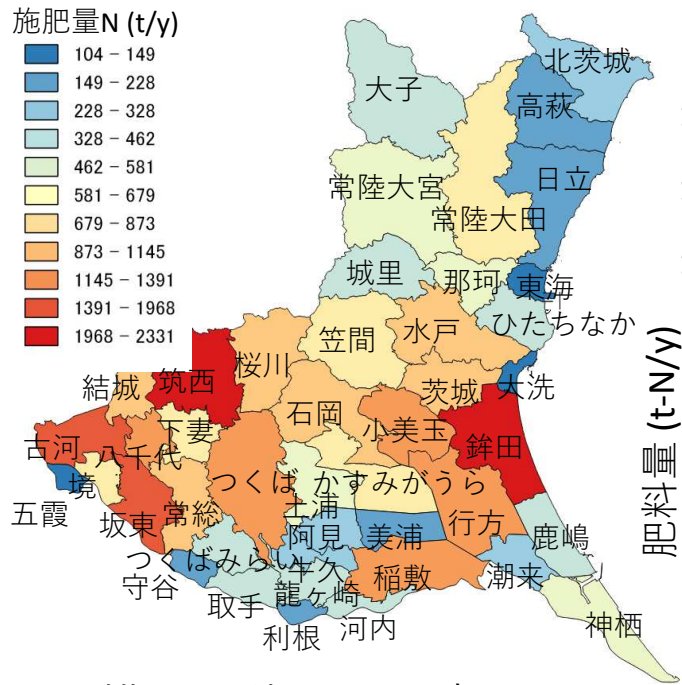 施肥量N (t/y)
104 – 149
149 – 228
228 – 328
328 – 462
462 – 581
581 – 679
679 – 873
873 – 1145
1145 – 1391
1391 – 1968
1968 – 2331
北茨城
大子
高萩
日立
常陸大宮
常陸大田
城里
那珂
東海
ひたちなか
笠間
水戸
桜川
茨城
大洗
結城
筑西
石岡
小美玉
鉾田
下妻
古河
八千代
つくば
かすみがうら
境
土浦
五霞
坂東
常総
阿見
美浦
行方
鹿嶋
つくばみらい
牛久
稲敷
潮来
守谷
取手
龍ヶ崎
河内
利根
神栖
肥料量 (t-N/y)